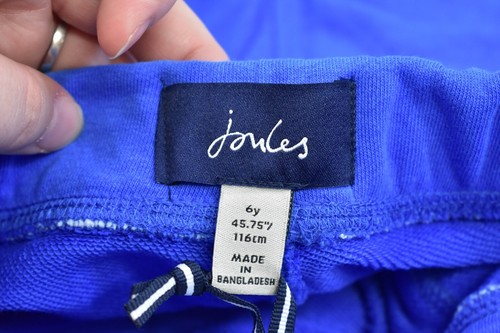 joules
6y
45.75"/
116cm
MADE
IN
BANGLADESH